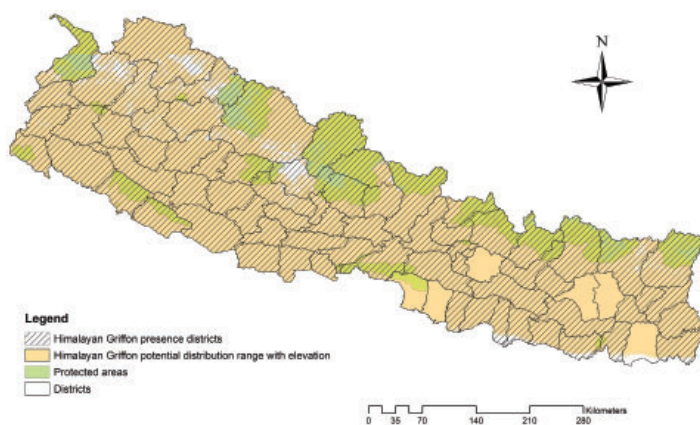 N
Legend
Himalayan Griffon presence districts
Himalayan Griffon potential distribution range with elevation
Protected areas
Districts
Kilometers
0 35 70 140 210 280